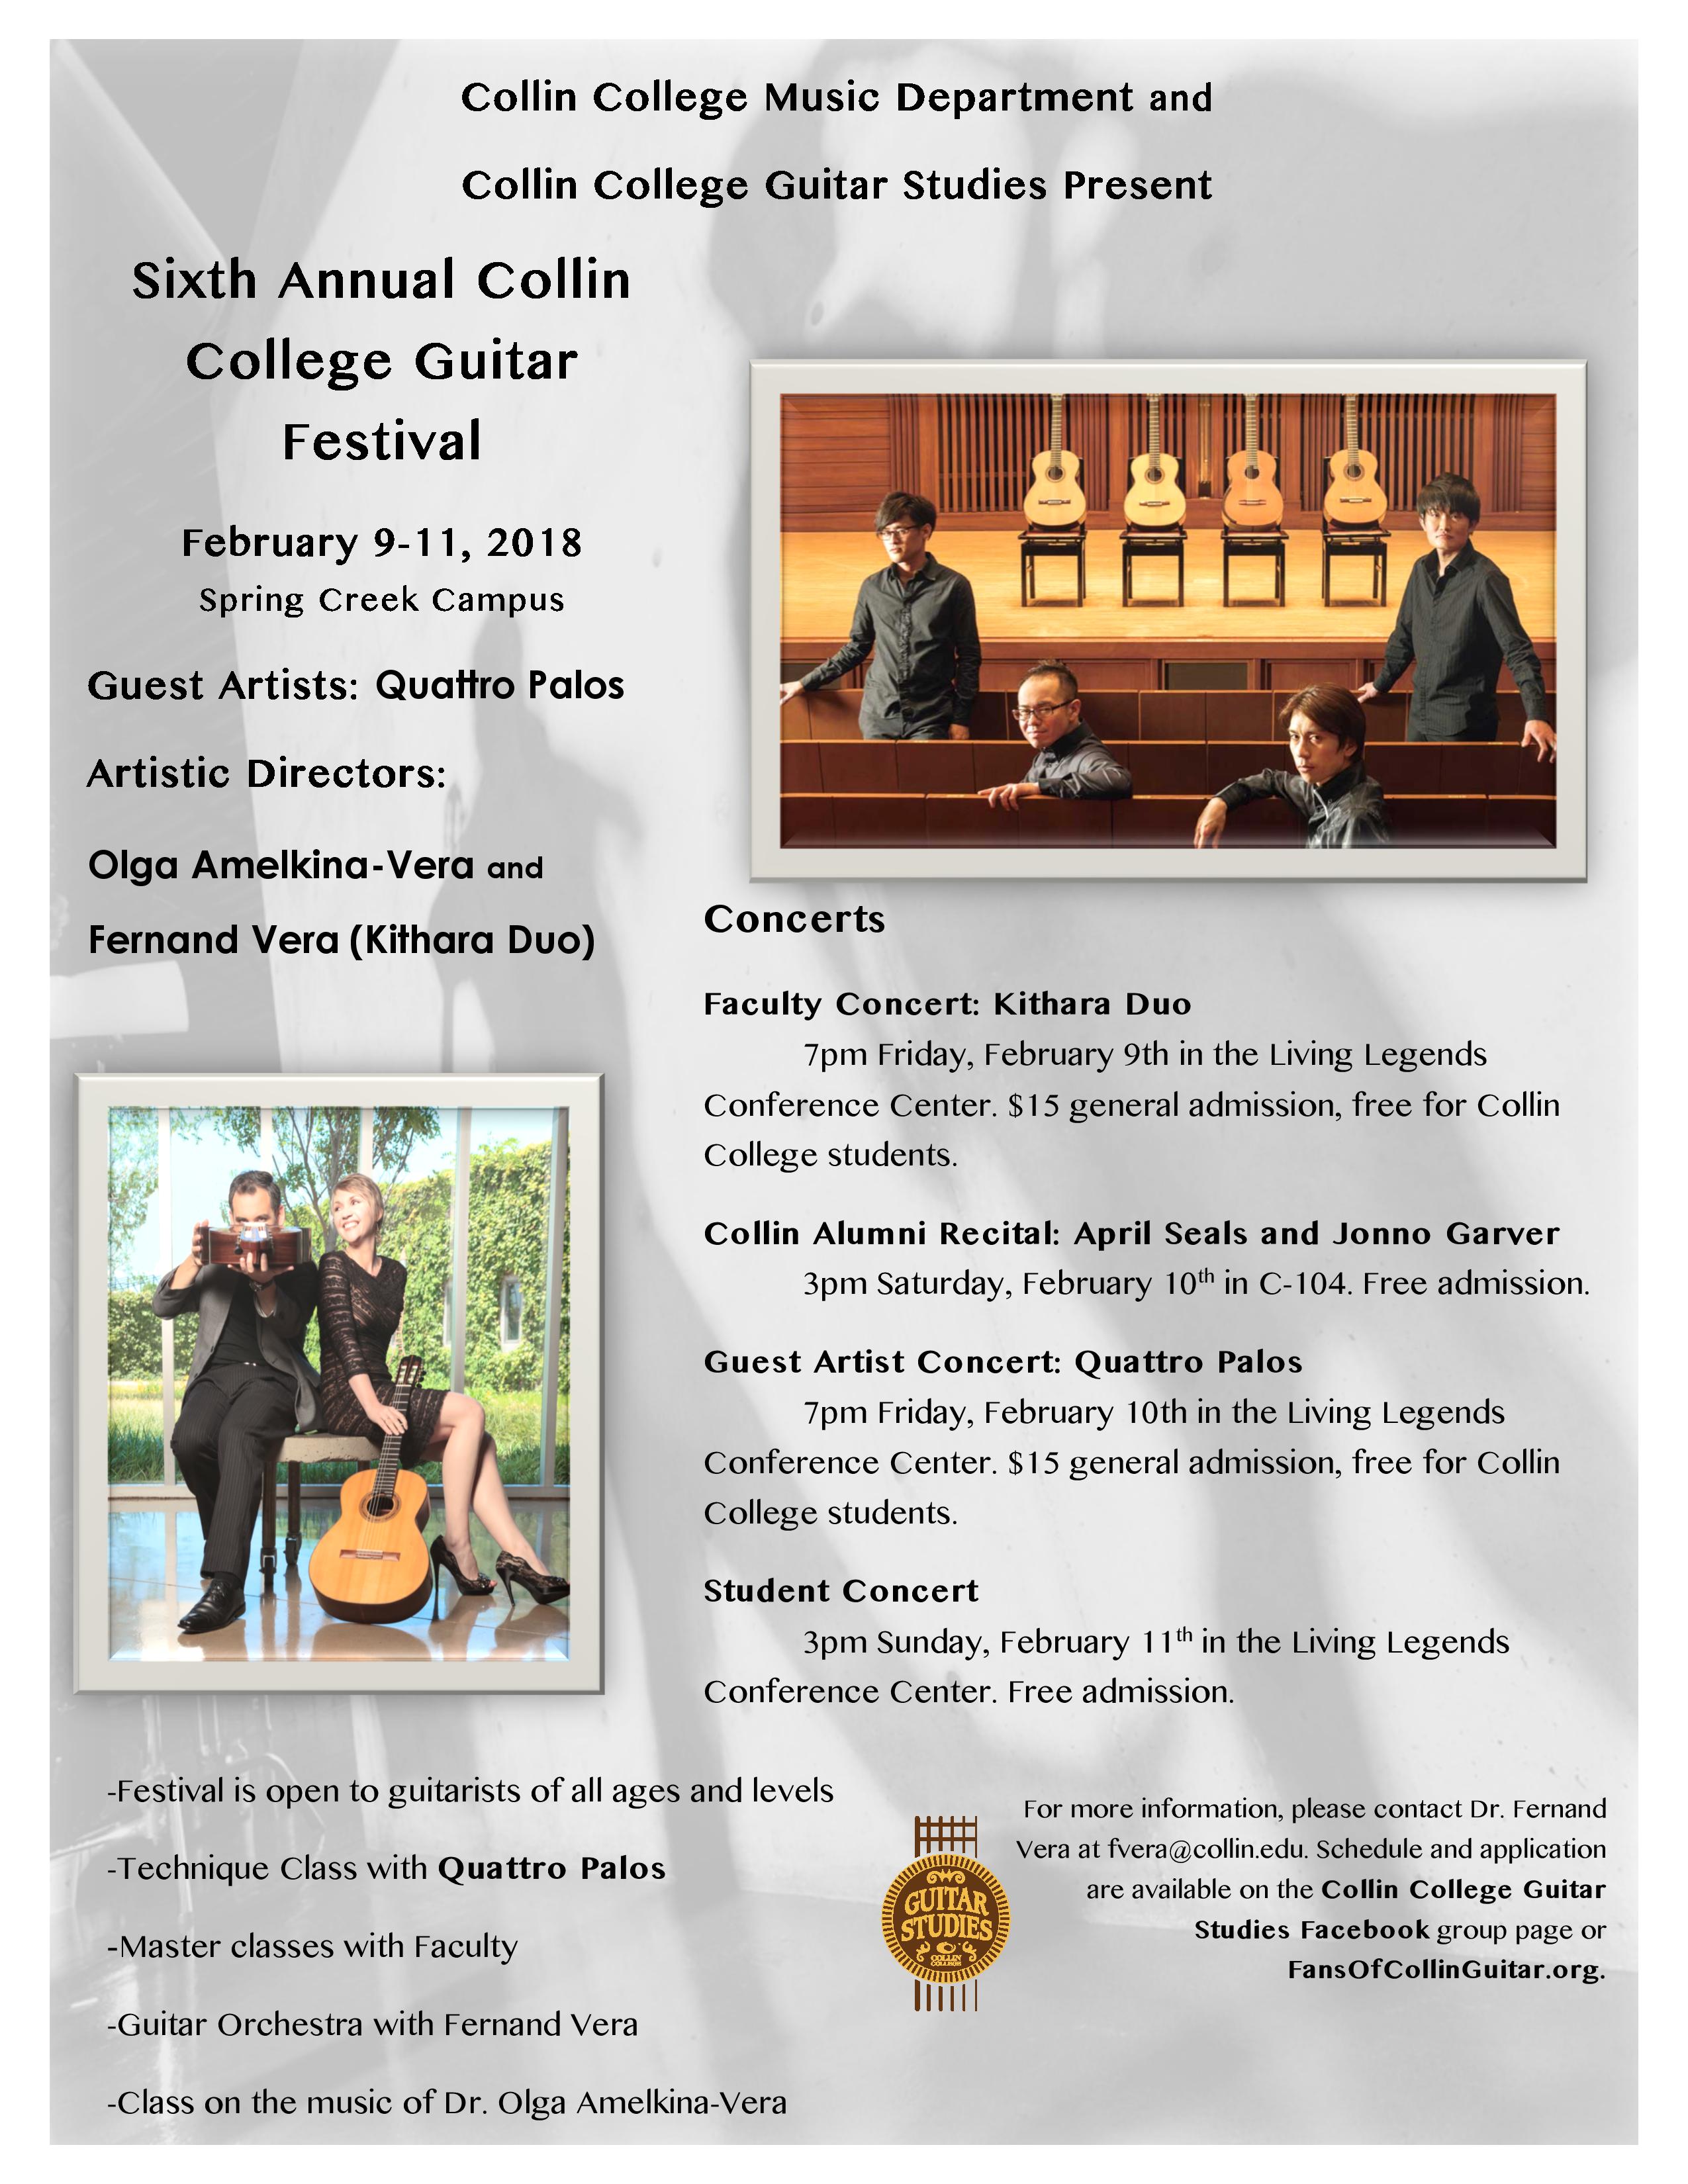 Collin College Music Department and
Collin College Guitar Studies Present
Sixth Annual Collin
College Guitar
Festival
February 9-11, 2018
Spring Creek Campus
Guest Artists: Quattro Palos
Artistic Directors:
Olga Amelkina-Vera and
Fernand Vera (Kithara Duo)
Concerts
Faculty Concert: Kithara Duo
7pm Friday, February 9th in the Living Legends
Conference Center. $15 general admission, free for Collin
College students.
Collin Alumni Recital: April Seals and Jonno Garver
3pm Saturday, February 10th in C-104. Free admission.
Guest Artist Concert: Quattro Palos
7pm Friday, February 10th in the Living Legends
Conference Center. $15 general admission, free for Collin
College students.
Student Concert
3pm Sunday, February 11th in the Living Legends
Conference Center. Free admission.
-Festival is open to guitarists of all ages and levels
-Technique Class with Quattro Palos
-Master classes with Faculty
-Guitar Orchestra with Fernand Vera
-Class on the music of Dr. Olga Amelkina-Vera
GUITAR
STUDIES
COLLIN
COLLEGE
For more information, please contact Dr. Fernand
Vera at fvera@collin.edu. Schedule and application
are available on the Collin College Guitar
Studies Facebook group page or
FansOfCollinGuitar.org.